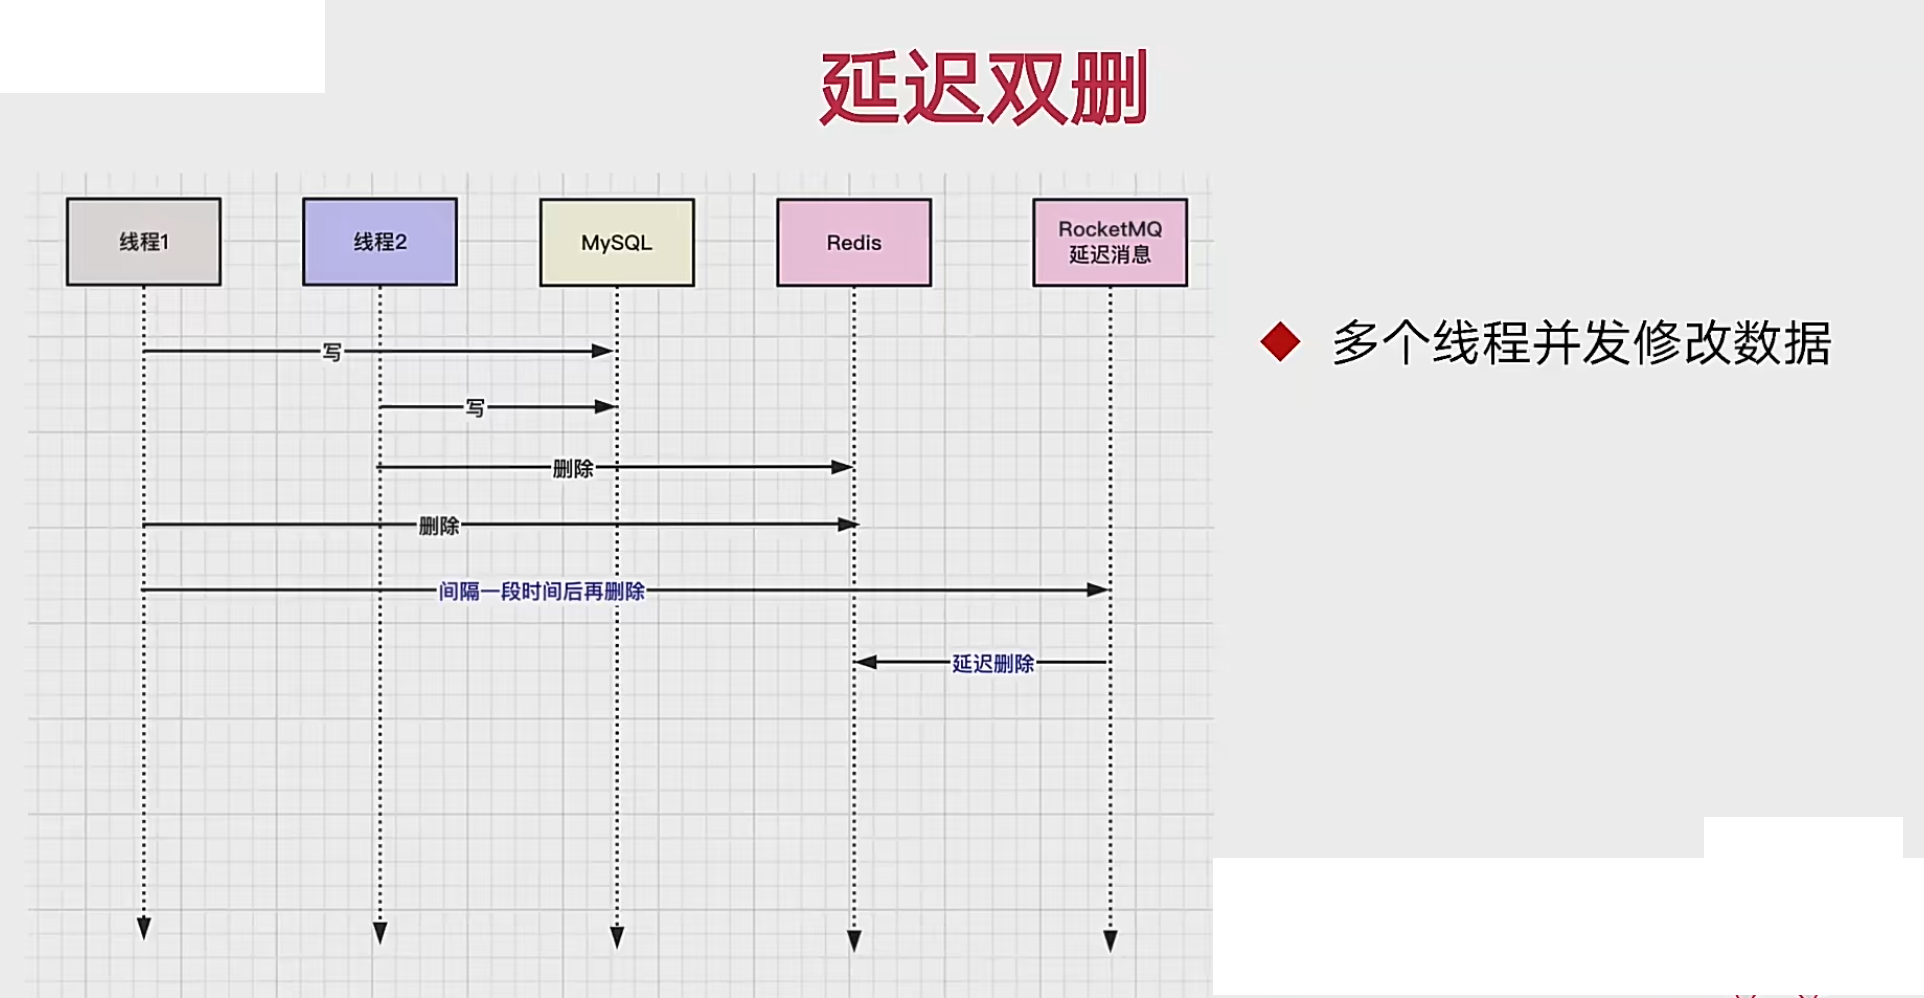 延迟双删
线程1
线程2
MySQL
Redis
RocketMQ
延迟消息
多个线程并发修改数据
写
写
删除
删除
间隔一段时间后再删除
延迟删除